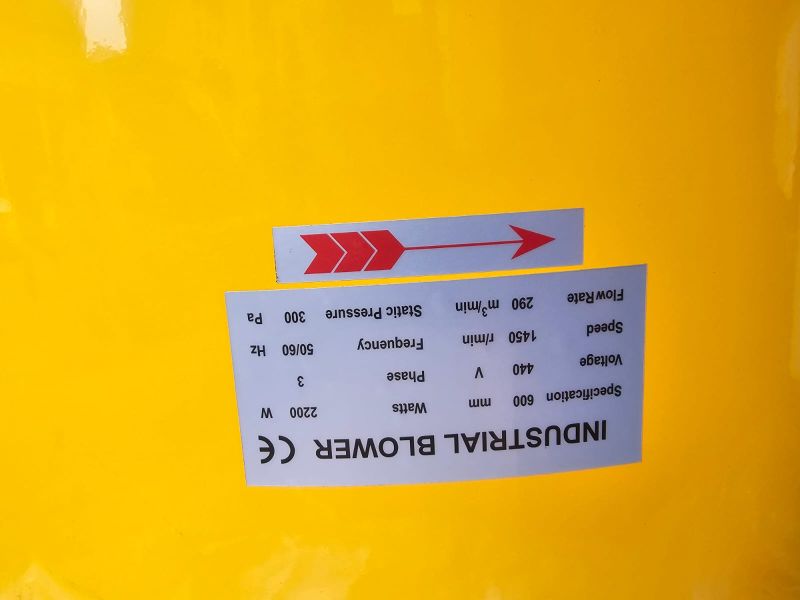 INDUSTRIAL BLOWER CE
Specification 600 mm Watts 2200 W
Voltage 440 V Phase 3
Speed 1450 r/min Frequency 50/60 Hz
Flow Rate 290 m³/min Static Pressure 300 Pa